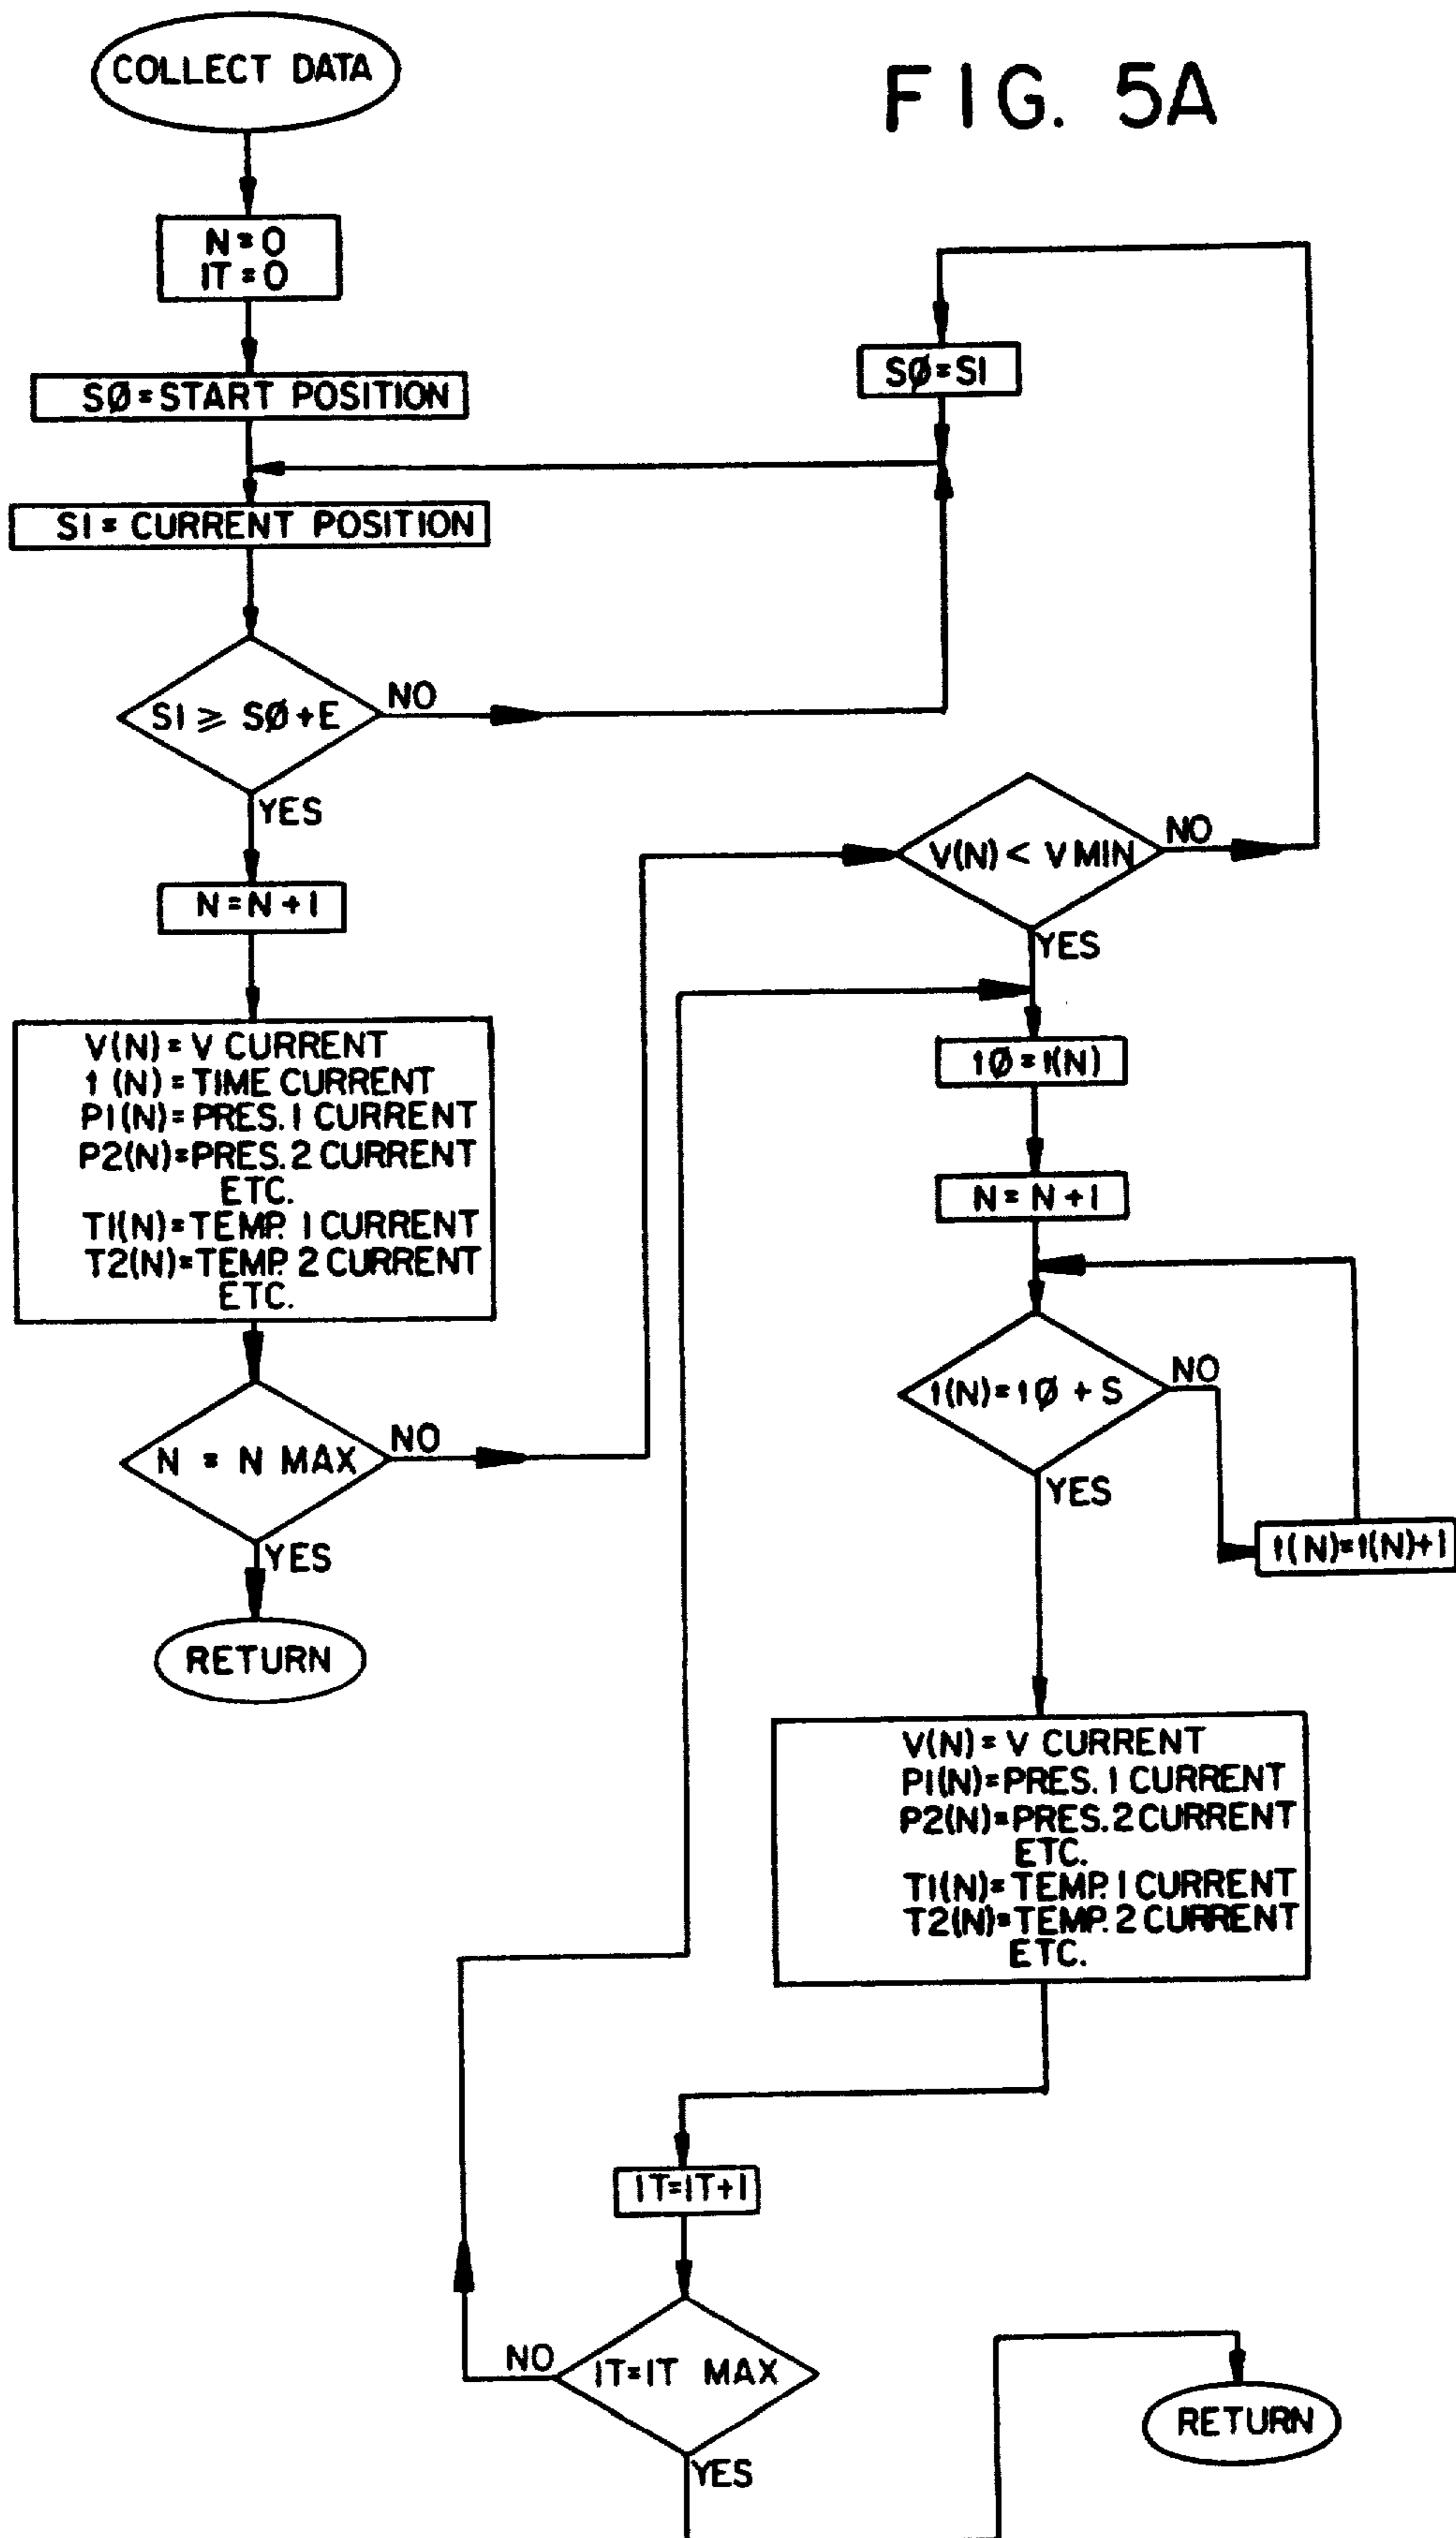 FIG. 5A
COLLECT DATA
N=0
IT=0
SØ=START POSITION
S1=CURRENT POSITION
S1 ≥ SØ+E
NO
YES
N=N+1
V(N)=V CURRENT
t(N)=TIME CURRENT
P1(N)=PRES. 1 CURRENT
P2(N)=PRES. 2 CURRENT
ETC.
T1(N)=TEMP. 1 CURRENT
T2(N)=TEMP. 2 CURRENT
ETC.
N = N MAX
NO
YES
RETURN
SØ=S1
V(N) < V MIN
NO
YES
tØ=t(N)
N=N+1
t(N)=tØ+S
NO
YES
t(N)=t(N)+1
V(N)=V CURRENT
P1(N)=PRES. 1 CURRENT
P2(N)=PRES. 2 CURRENT
ETC.
T1(N)=TEMP. 1 CURRENT
T2(N)=TEMP. 2 CURRENT
ETC.
IT=IT+1
IT=IT MAX
NO
YES
RETURN